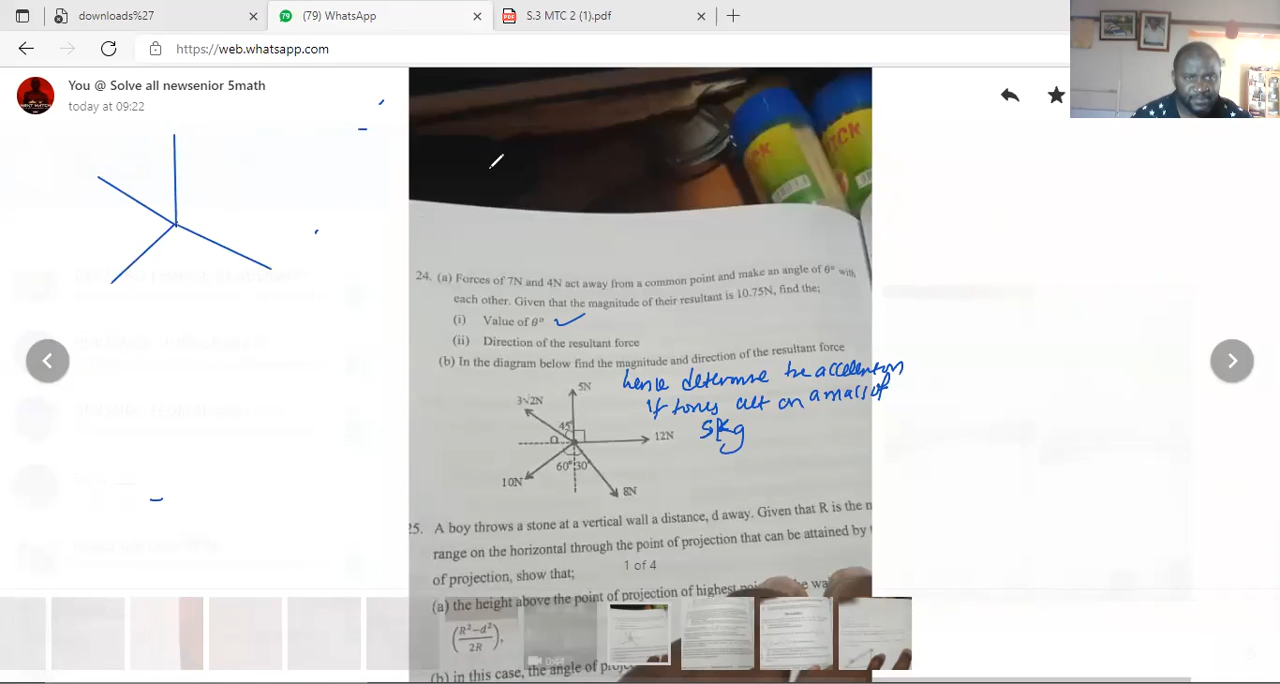 downloads%27
(79) WhatsApp
S.3 MTC 2 (1).pdf
https://web.whatsapp.com
You @ Solve all newsenior 5math
today at 09:22
24. (a) Forces of 7N and 4N act away from a common point and make an angle of θ° with
each other. Given that the magnitude of their resultant is 10.75N, find the;
(i) Value of θ°
(ii) Direction of the resultant force
(b) In the diagram below find the magnitude and direction of the resultant force
hence determine the acceleration
if forces act on a mass of
5kg
5N
3√2N
45°
12N
60° 30°
10N
8N
25. A boy throws a stone at a vertical wall a distance, d away. Given that R is the
range on the horizontal through the point of projection that can be attained by
of projection, show that;
1 of 4
(a) the height above the point of projection of highest
(R²-d²/2R),
(b) in this case, the angle of